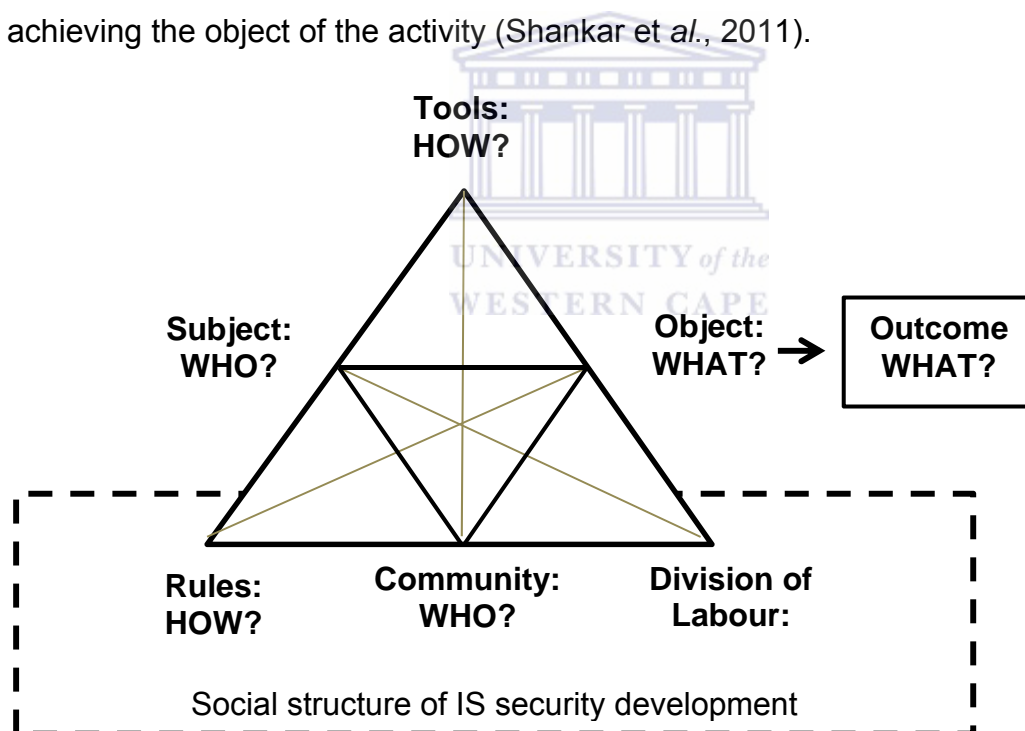 achieving the object of the activity (Shankar et al., 2011).
Tools:
HOW?
UNIVERSITY of the
WESTERN CAPE
Subject:
WHO?
Object:
WHAT?
Outcome
WHAT?
Rules:
HOW?
Community:
WHO?
Division of
Labour:
Social structure of IS security development